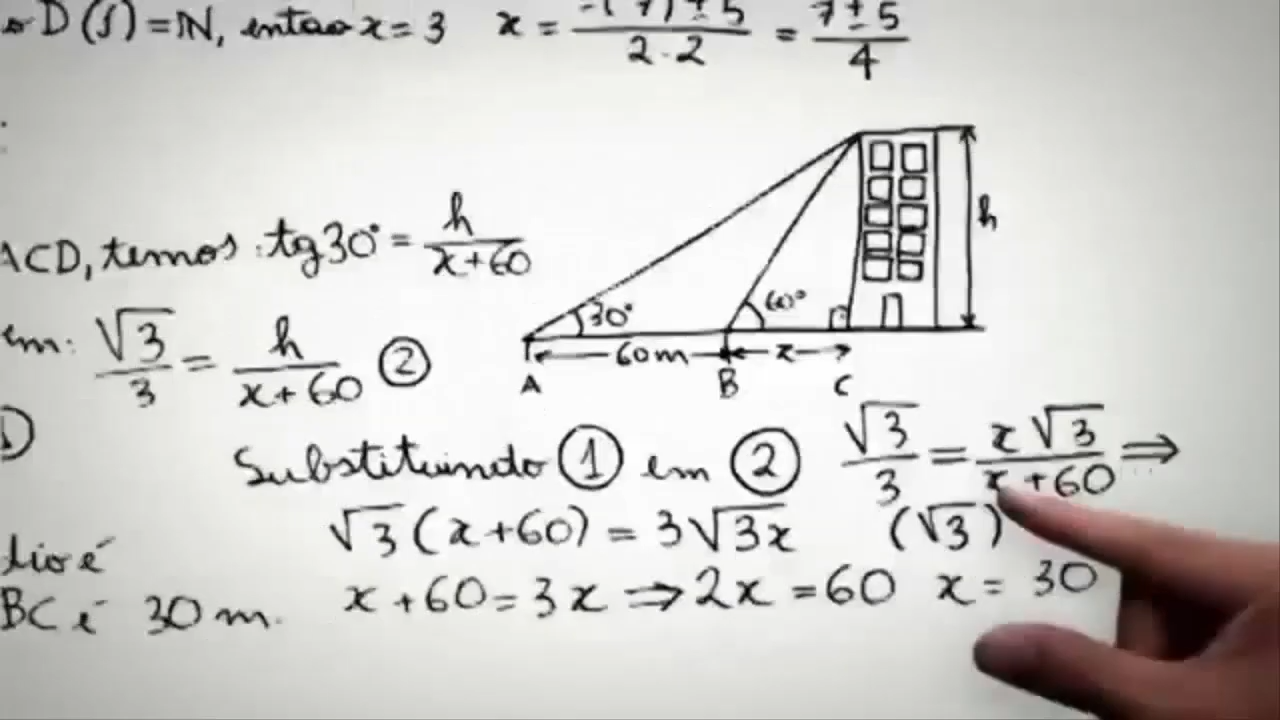 D(f) = ℕ, então x = 3 x = -(7) ± 5 / 2·2 = 7 ± 5 / 4
ACD, temos: tg30° = h / x+60
em: √3 / 3 = h / x+60 ②
h
30°
60°
60m
x
A B C
Substituindo ① em ② √3 / 3 = x√3 / x+60 ⇒
√3(x+60) = 3√3x (√3)
é
x+60 = 3x ⇒ 2x = 60 x = 30
BC é 30 m.